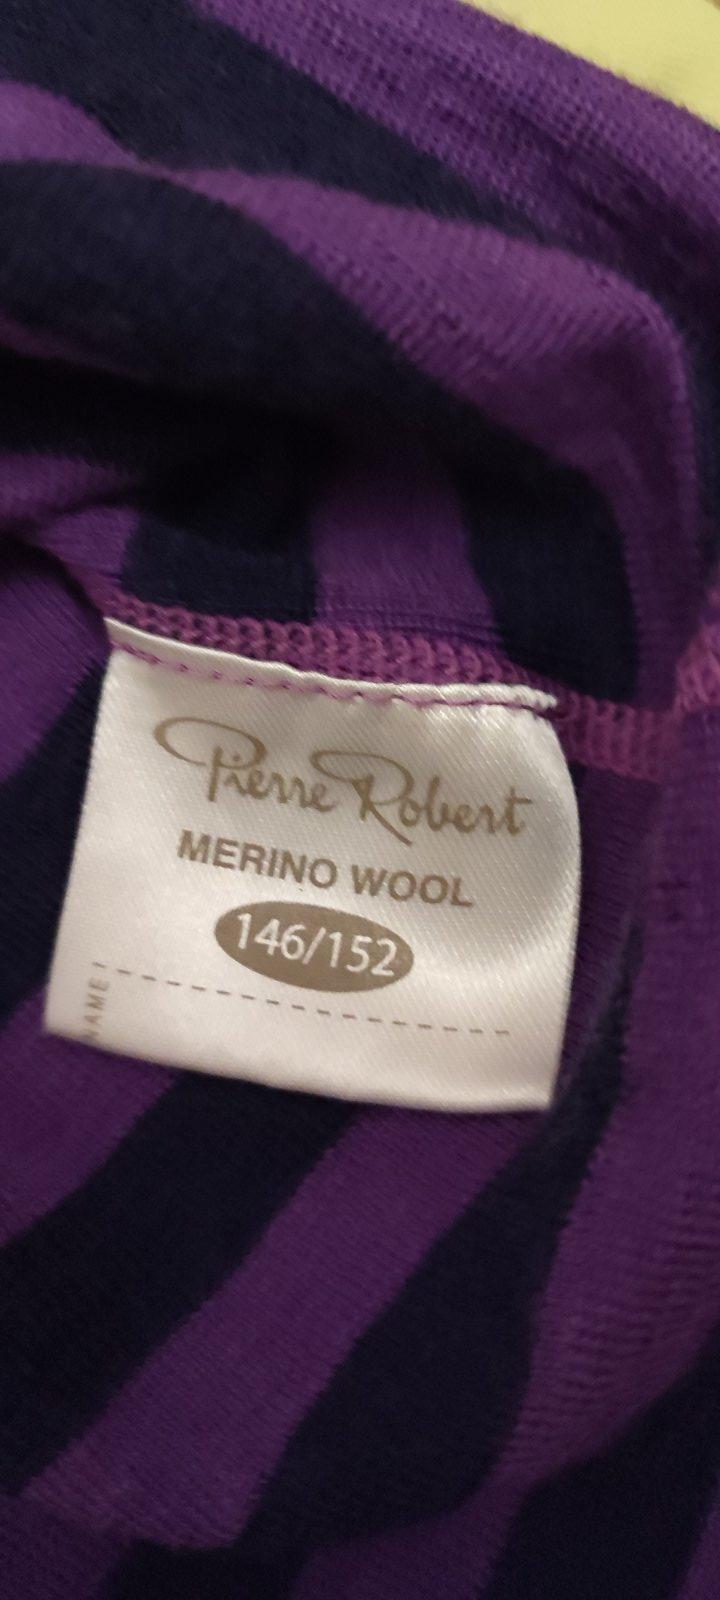 Pierre Robert
MERINO WOOL
146/152
NAME